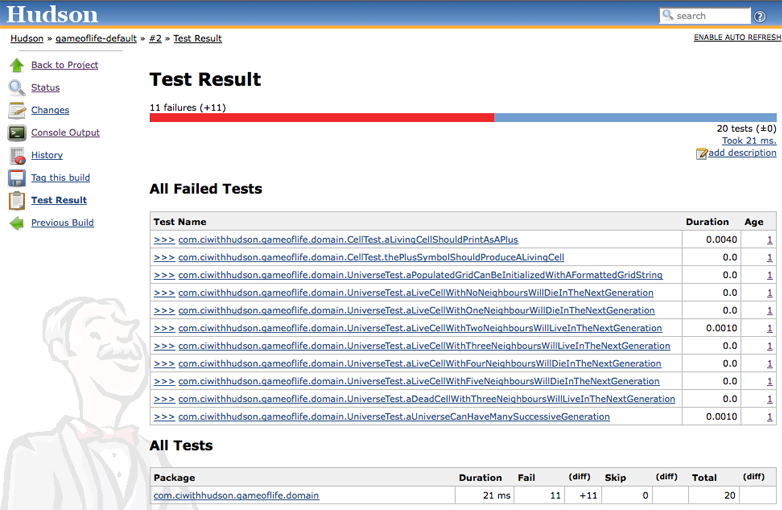 Hudson
search
Hudson » gameoflife-default » #2 » Test Result
ENABLE AUTO REFRESH
Back to Project
Status
Changes
Console Output
History
Tag this build
Test Result
Previous Build
Test Result
11 failures (+11)
20 tests (±0)
Took 21 ms.
add description
All Failed Tests
Test Name Duration Age
>>> com.ciwithhudson.gameoflife.domain.CellTest.aLivingCellShouldPrintAsAPlus 0.0040 1
>>> com.ciwithhudson.gameoflife.domain.CellTest.thePlusSymbolShouldProduceALivingCell 0.0 1
>>> com.ciwithhudson.gameoflife.domain.UniverseTest.aPopulatedGridCanBeInitializedWithAFormattedGridString 0.0 1
>>> com.ciwithhudson.gameoflife.domain.UniverseTest.aLiveCellWithNoNeighboursWillDieInTheNextGeneration 0.0 1
>>> com.ciwithhudson.gameoflife.domain.UniverseTest.aLiveCellWithOneNeighbourWillDieInTheNextGeneration 0.0 1
>>> com.ciwithhudson.gameoflife.domain.UniverseTest.aLiveCellWithTwoNeighboursWillLiveInTheNextGeneration 0.0010 1
>>> com.ciwithhudson.gameoflife.domain.UniverseTest.aLiveCellWithThreeNeighboursWillLiveInTheNextGeneration 0.0 1
>>> com.ciwithhudson.gameoflife.domain.UniverseTest.aLiveCellWithFourNeighboursWillDieInTheNextGeneration 0.0 1
>>> com.ciwithhudson.gameoflife.domain.UniverseTest.aLiveCellWithFiveNeighboursWillDieInTheNextGeneration 0.0 1
>>> com.ciwithhudson.gameoflife.domain.UniverseTest.aDeadCellWithThreeNeighboursWillLiveInTheNextGeneration 0.0 1
>>> com.ciwithhudson.gameoflife.domain.UniverseTest.aUniverseCanHaveManySuccessiveGeneration 0.0010 1
All Tests
Package Duration Fail (diff) Skip (diff) Total (diff)
com.ciwithhudson.gameoflife.domain 21 ms 11 +11 0 20